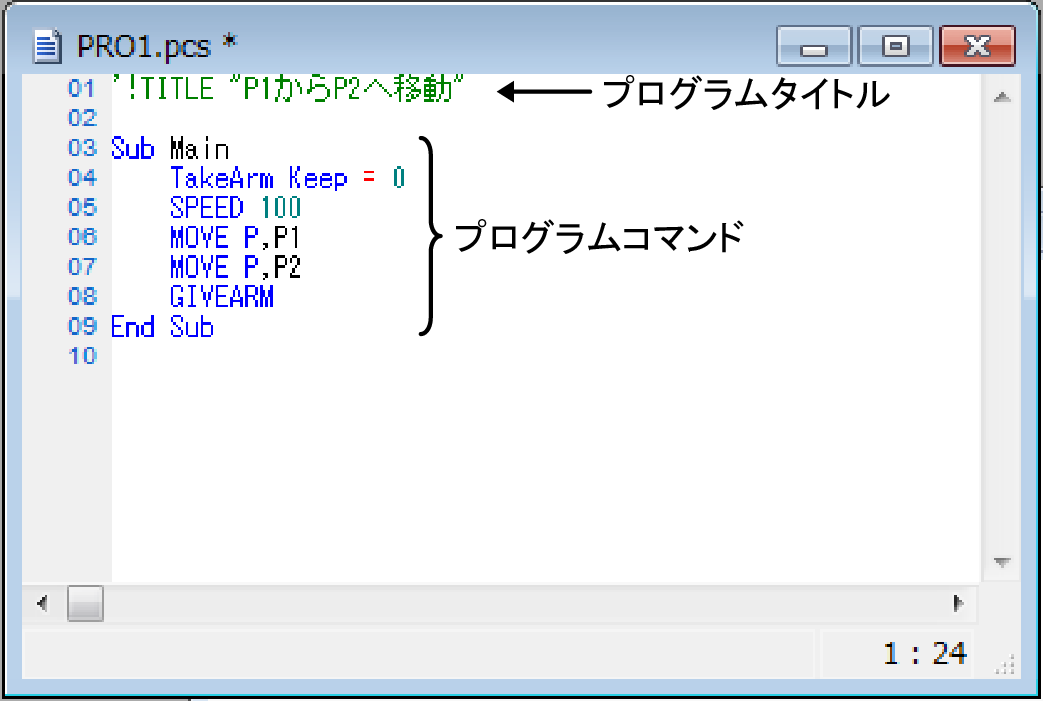 PRO1.pcs *
01 '!TITLE "P1からP2へ移動" プログラムタイトル
02
03 Sub Main
04 TakeArm Keep = 0
05 SPEED 100
06 MOVE P,P1
プログラムコマンド
07 MOVE P,P2
08 GIVEARM
09 End Sub
10
1 : 24